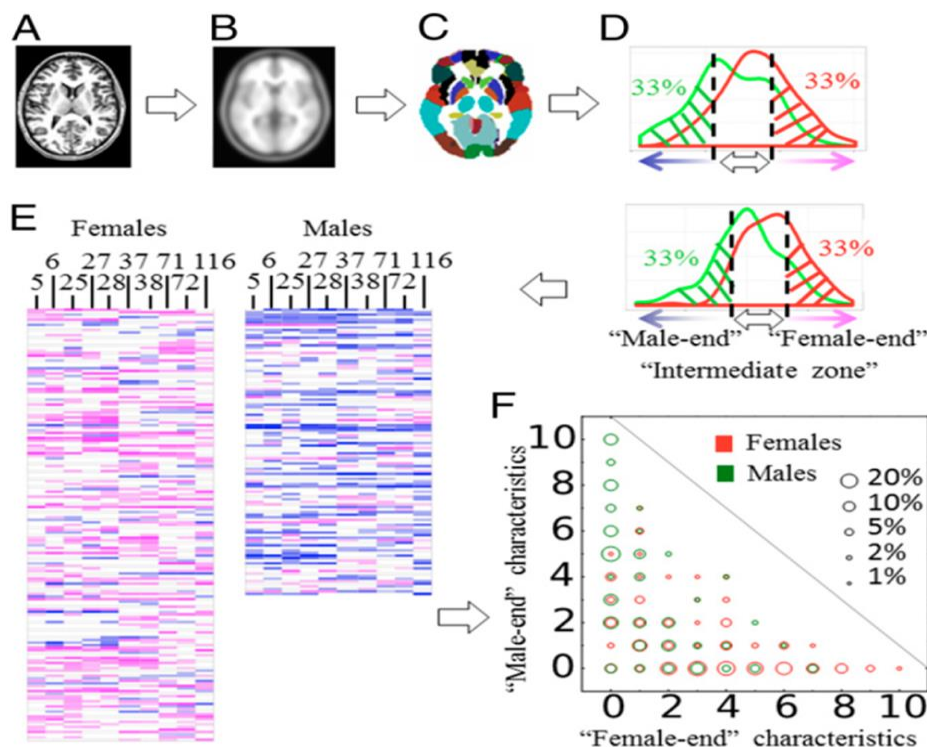 A
B
C
D
33%
33%
33%
33%
“Male-end”
“Female-end”
“Intermediate zone”
E
Females
Males
6 27 37 71 116
5 25 28 48 72
6 27 37 71 116
5 25 28 48 72
F
Females
Males
20%
10%
5%
2%
1%
10
8
6
4
2
0
0 2 4 6 8 10
“Male-end” characteristics
“Female-end” characteristics